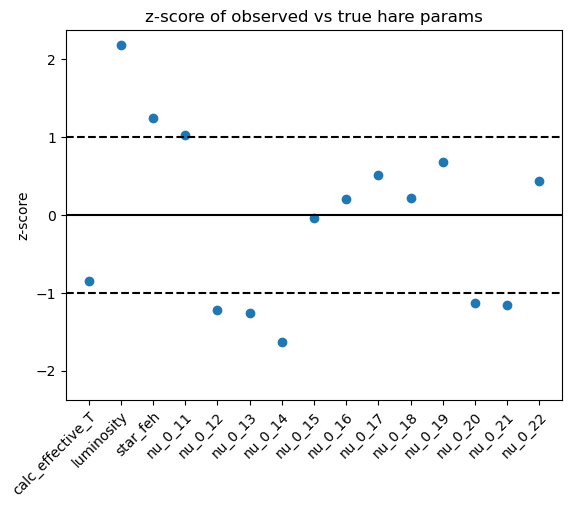 z-score of observed vs true hare params
2
1
0
−1
−2
z-score
calc_effective_T
luminosity
star_feh
nu_0_11
nu_0_12
nu_0_13
nu_0_14
nu_0_15
nu_0_16
nu_0_17
nu_0_18
nu_0_19
nu_0_20
nu_0_21
nu_0_22